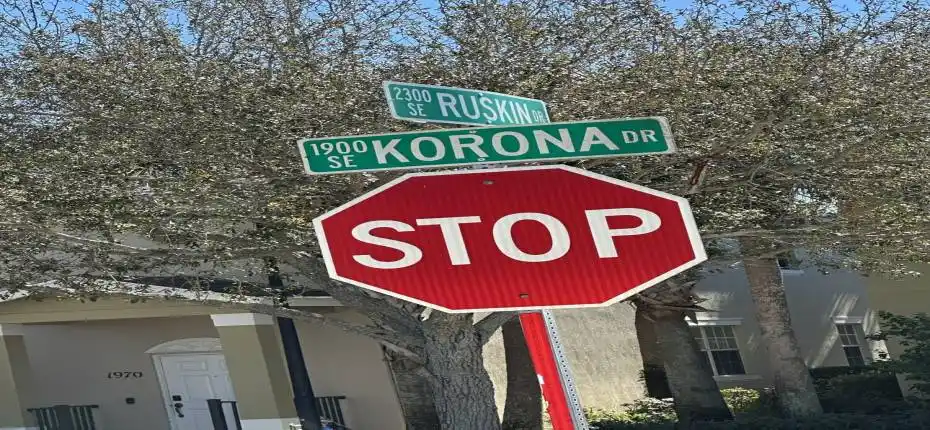 2300 SE RUSKIN DR
1900 SE KORONA DR
STOP
1970